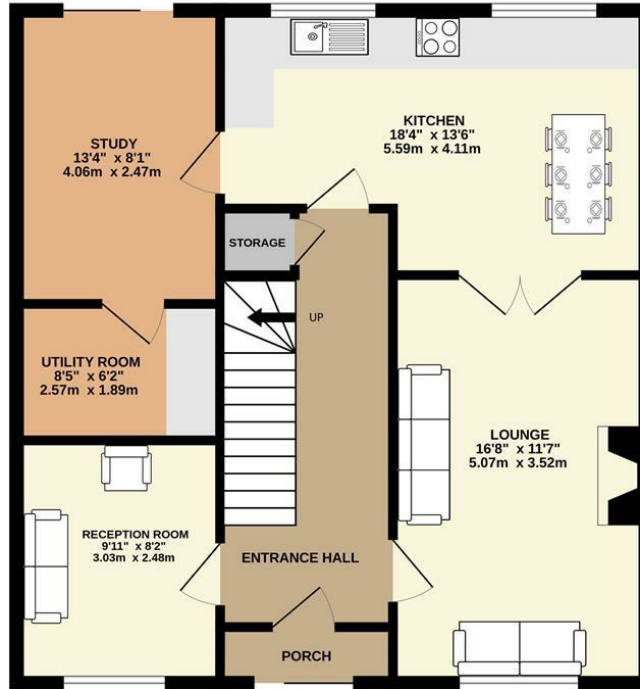 STUDY
13'4" x 8'1"
4.06m x 2.47m
KITCHEN
18'4" x 13'6"
5.59m x 4.11m
STORAGE
UP
UTILITY ROOM
8'5" x 6'2"
2.57m x 1.89m
LOUNGE
16'8" x 11'7"
5.07m x 3.52m
RECEPTION ROOM
9'11" x 8'2"
3.03m x 2.48m
ENTRANCE HALL
PORCH